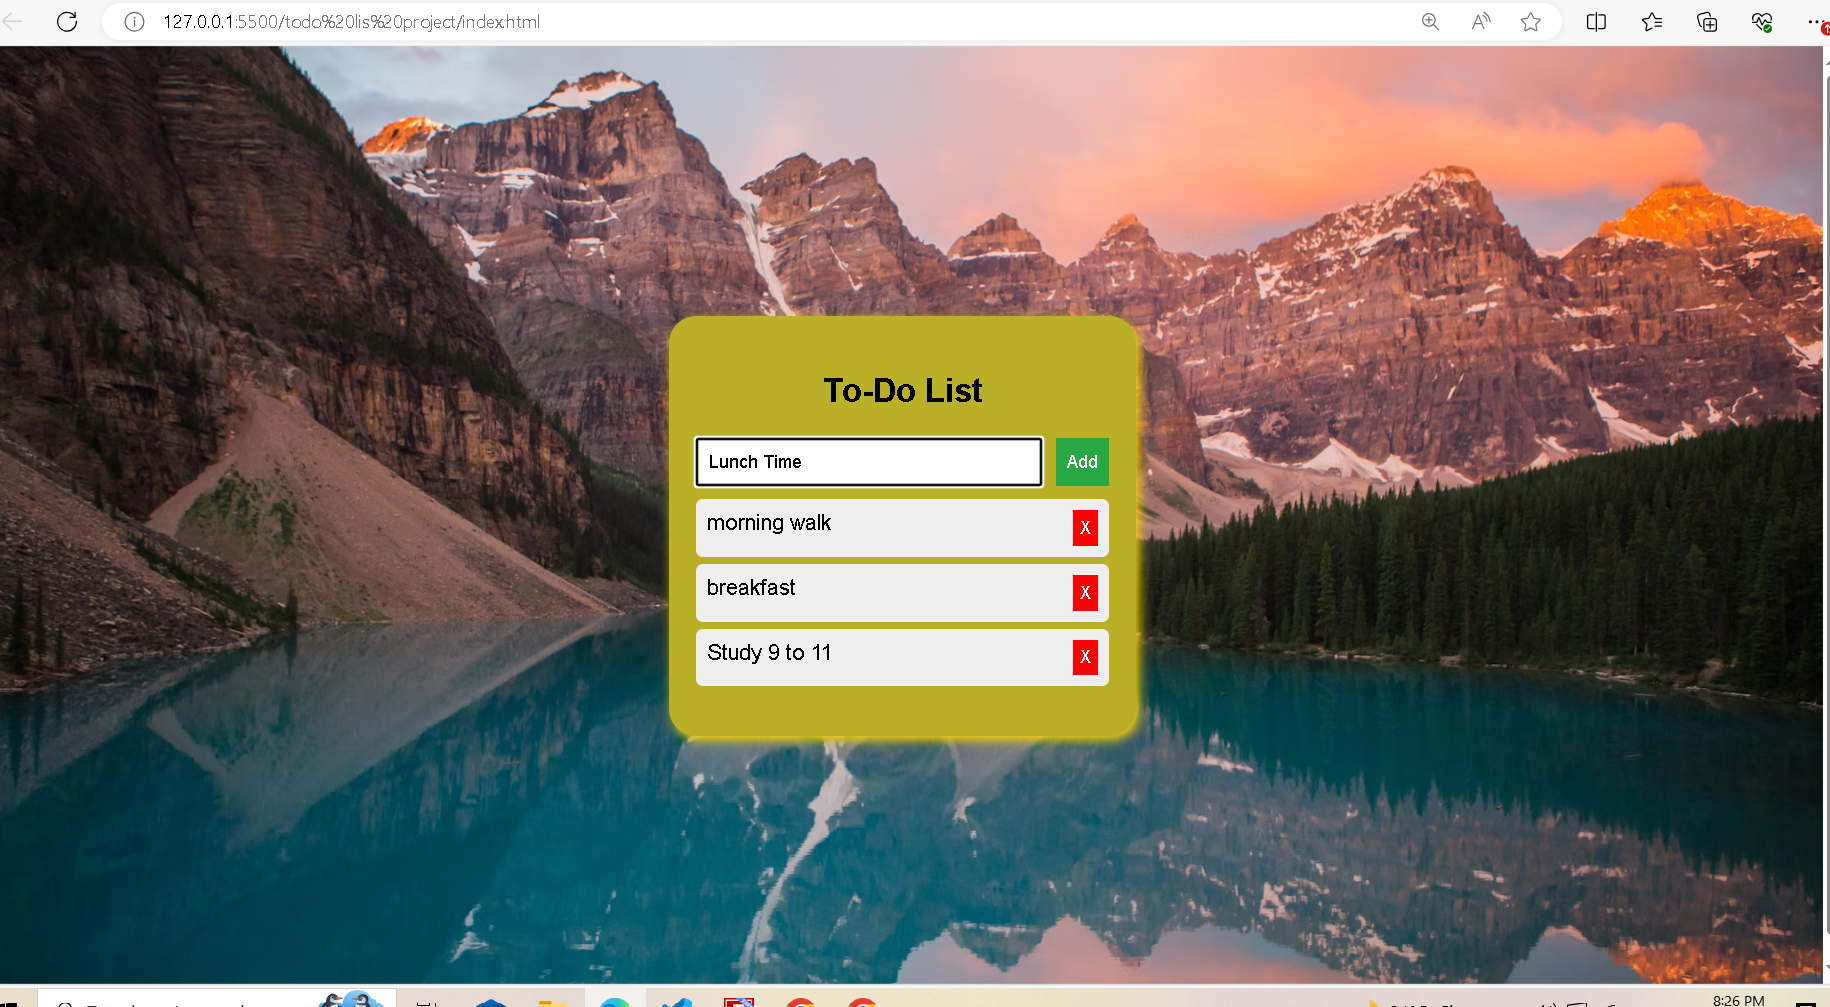 127.0.0.1:5500/todo%20lis%20project/index.html
To-Do List
Lunch Time
Add
morning walk
X
breakfast
X
Study 9 to 11
X
8:26 PM